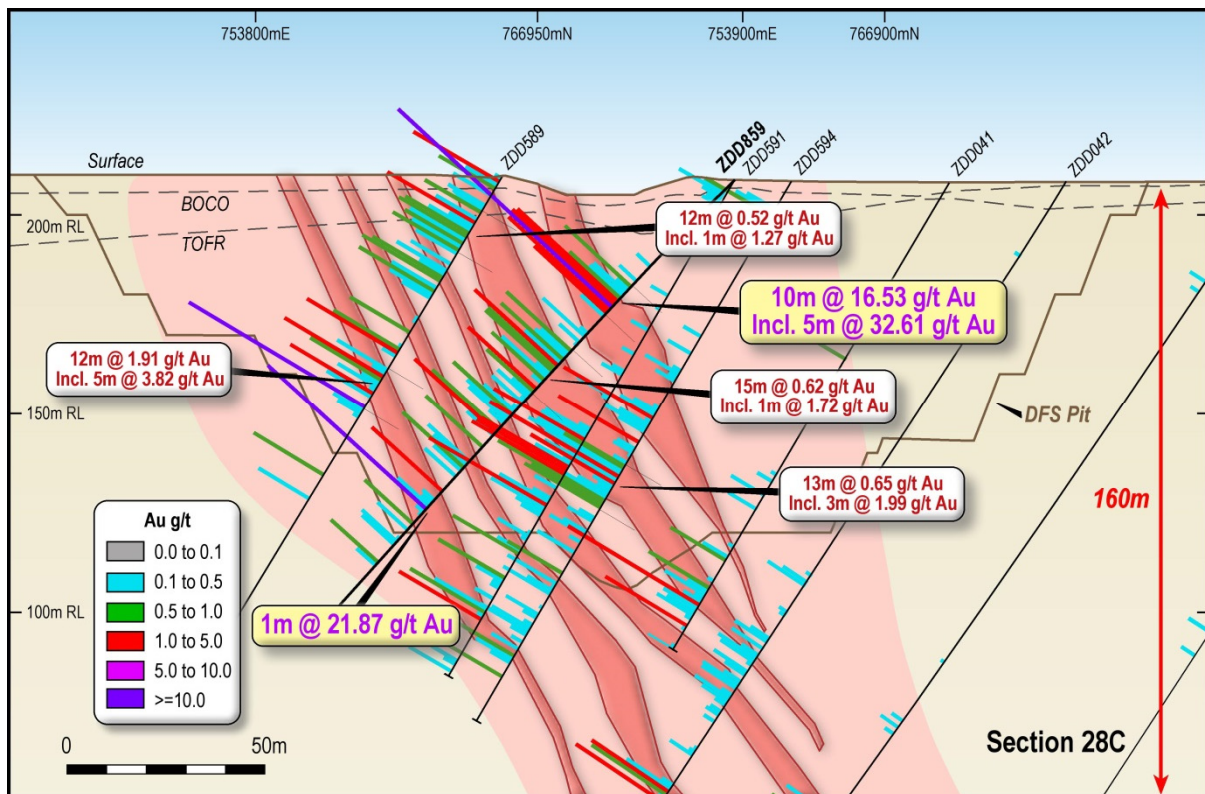 753800mE
766950mN
753900mE
766900mN
ZDD589
ZDD859
ZDD591
ZDD594
ZDD041
ZDD042
Surface
BOCO
TOFR
200m RL
150m RL
100m RL
12m @ 0.52 g/t Au
Incl. 1m @ 1.27 g/t Au
10m @ 16.53 g/t Au
Incl. 5m @ 32.61 g/t Au
12m @ 1.91 g/t Au
Incl. 5m @ 3.82 g/t Au
15m @ 0.62 g/t Au
Incl. 1m @ 1.72 g/t Au
DFS Pit
13m @ 0.65 g/t Au
Incl. 3m @ 1.99 g/t Au
160m
1m @ 21.87 g/t Au
Au g/t
0.0 to 0.1
0.1 to 0.5
0.5 to 1.0
1.0 to 5.0
5.0 to 10.0
>=10.0
0 50m
Section 28C